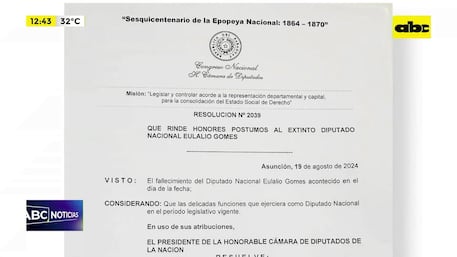 12:43 32°C
abc
"Sesquicentenario de la Epopeya Nacional: 1864 – 1870"
Congreso Nacional
H. Cámara de Diputados
Misión: "Legislar y controlar acorde a la representación departamental y capital,
para la consolidación del Estado Social de Derecho"
RESOLUCION Nº 2039
QUE RINDE HONORES POSTUMOS AL EXTINTO DIPUTADO
NACIONAL EULALIO GOMES
Asunción, 19 de agosto de 2024
VISTO: El fallecimiento del Diputado Nacional Eulalio Gomes acontecido en el
día de la fecha;
CONSIDERANDO: Que las delicadas funciones que ejerciera como Diputado Nacional
en el período legislativo vigente.
En uso de sus atribuciones,
EL PRESIDENTE DE LA HONORABLE CÁMARA DE DIPUTADOS DE
LA NACION
RESUELVE:
ABC NOTICIAS